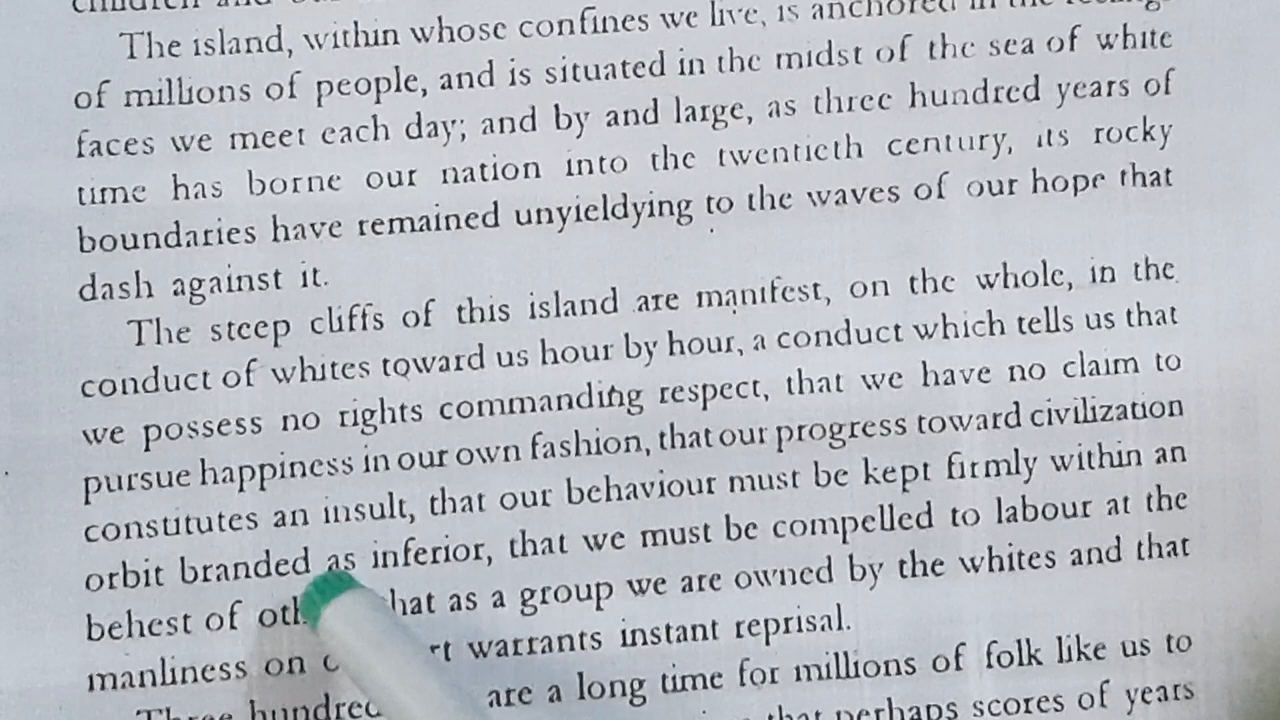 The island, within whose confines we live, is anchored in the
of millions of people, and is situated in the midst of the sea of white
faces we meet each day; and by and large, as three hundred years of
time has borne our nation into the twentieth century, its rocky
boundaries have remained unyieldying to the waves of our hope that
dash against it.
The steep cliffs of this island are manifest, on the whole, in the
conduct of whites toward us hour by hour, a conduct which tells us that
we possess no rights commanding respect, that we have no claim to
pursue happiness in our own fashion, that our progress toward civilization
constitutes an insult, that our behaviour must be kept firmly within an
orbit branded as inferior, that we must be compelled to labour at the
behest of as a group we are owned by the whites and that
manliness on warrants instant reprisal.
Three hundred are a long time for millions of folk like us to
that perhaps scores of years